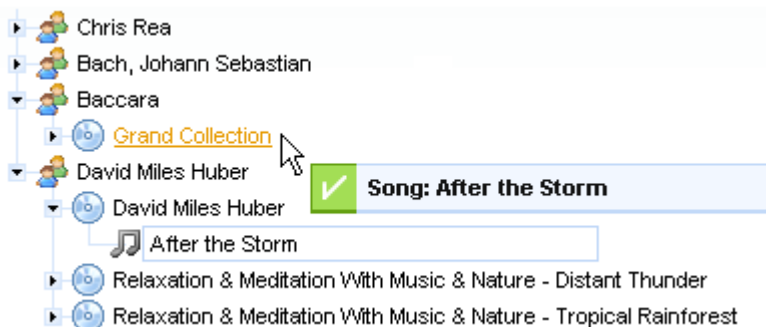 Chris Rea
Bach, Johann Sebastian
Baccara
Grand Collection
David Miles Huber
Song: After the Storm
David Miles Huber
After the Storm
Relaxation & Meditation With Music & Nature - Distant Thunder
Relaxation & Meditation With Music & Nature - Tropical Rainforest